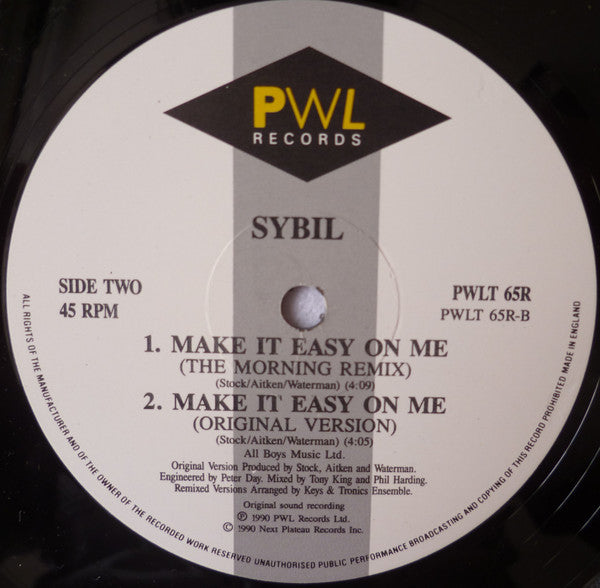 PWL
RECORDS
SYBIL
SIDE TWO
45 RPM
PWLT 65R
PWLT 65R-B
1. MAKE IT EASY ON ME
(THE MORNING REMIX)
(Stock/Aitken/Waterman) (4:09)
2. MAKE IT EASY ON ME
(ORIGINAL VERSION)
(Stock/Aitken/Waterman) (4:05)
All Boys Music Ltd.
Original Version Produced by Stock, Aitken and Waterman.
Engineered by Peter Day. Mixed by Tony King and Phil Harding.
Remixed Versions Arranged by Keys & Tronics Ensemble.
Original sound recording
℗ 1990 PWL Records Ltd.
© 1990 Next Plateau Records Inc.
ALL RIGHTS OF THE MANUFACTURER AND OF THE OWNER OF THE RECORDED WORK RESERVED UNAUTHORISED PUBLIC PERFORMANCE BROADCASTING AND COPYING OF THIS RECORD PROHIBITED MADE IN ENGLAND